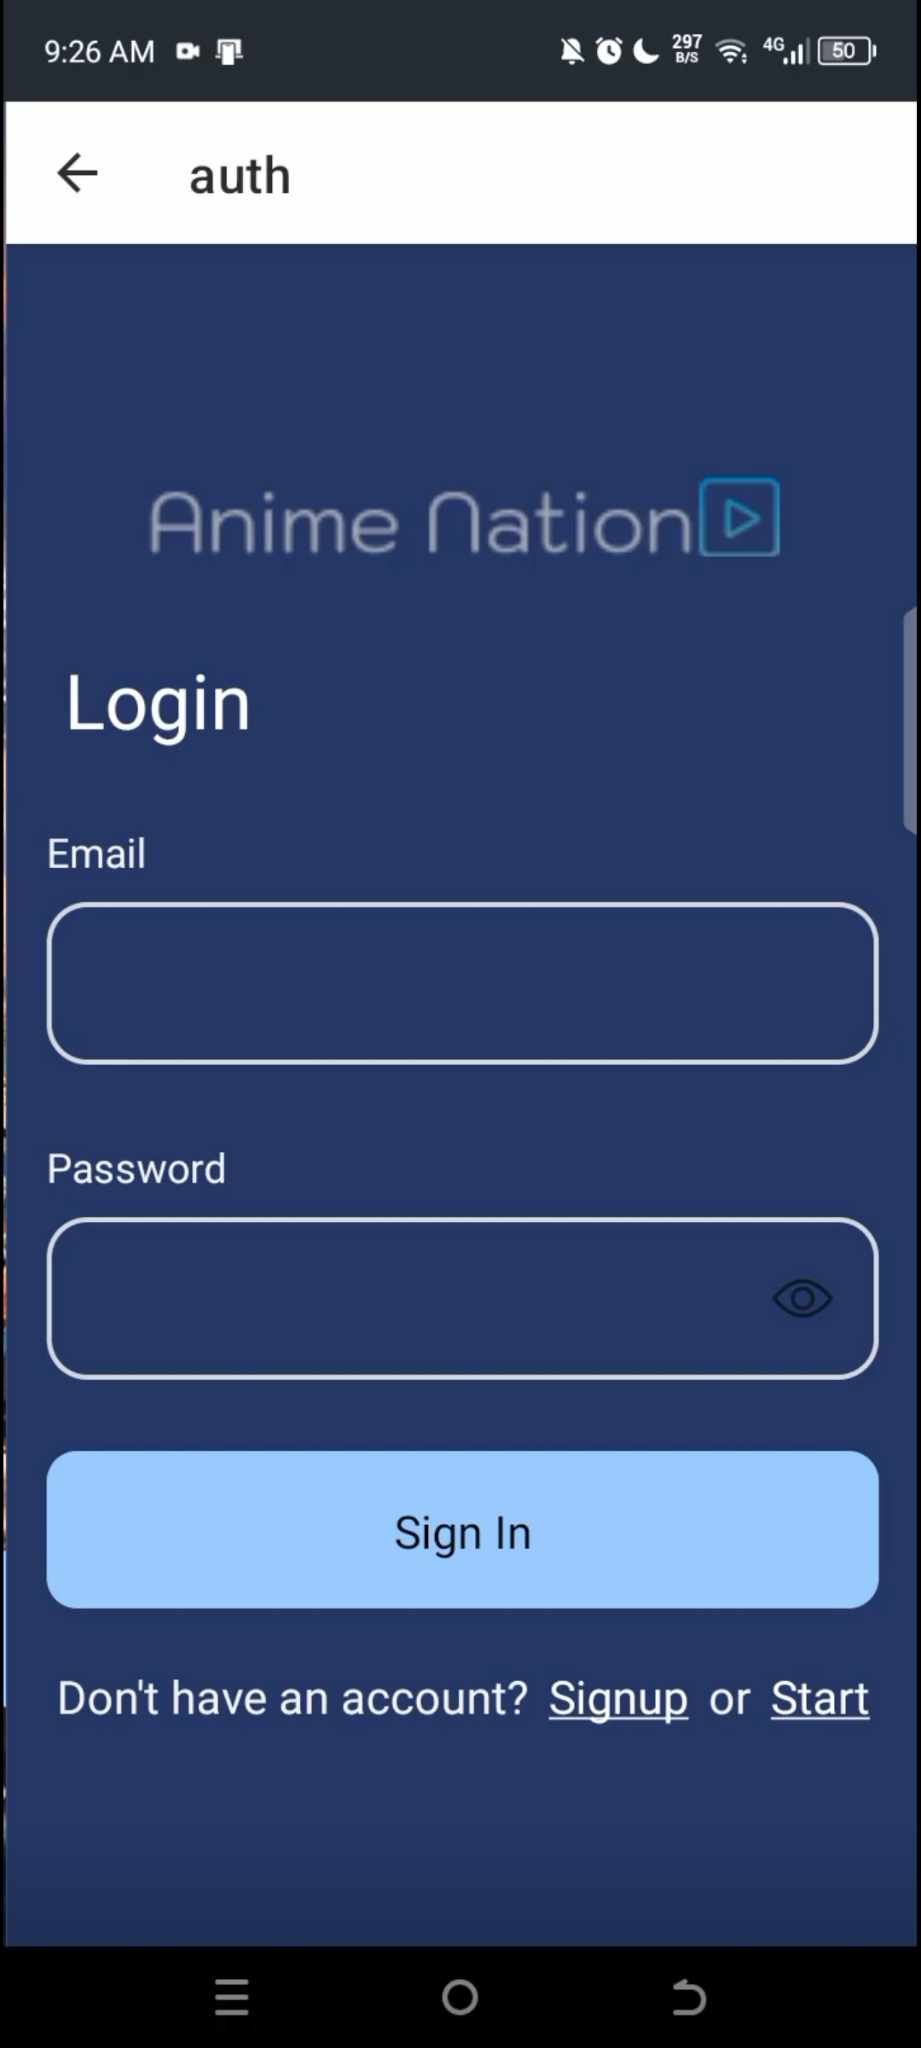 9:26 AM 297 B/S 4G 50
auth
Anime Nation
Login
Email
Password
Sign In
Don't have an account? Signup or Start